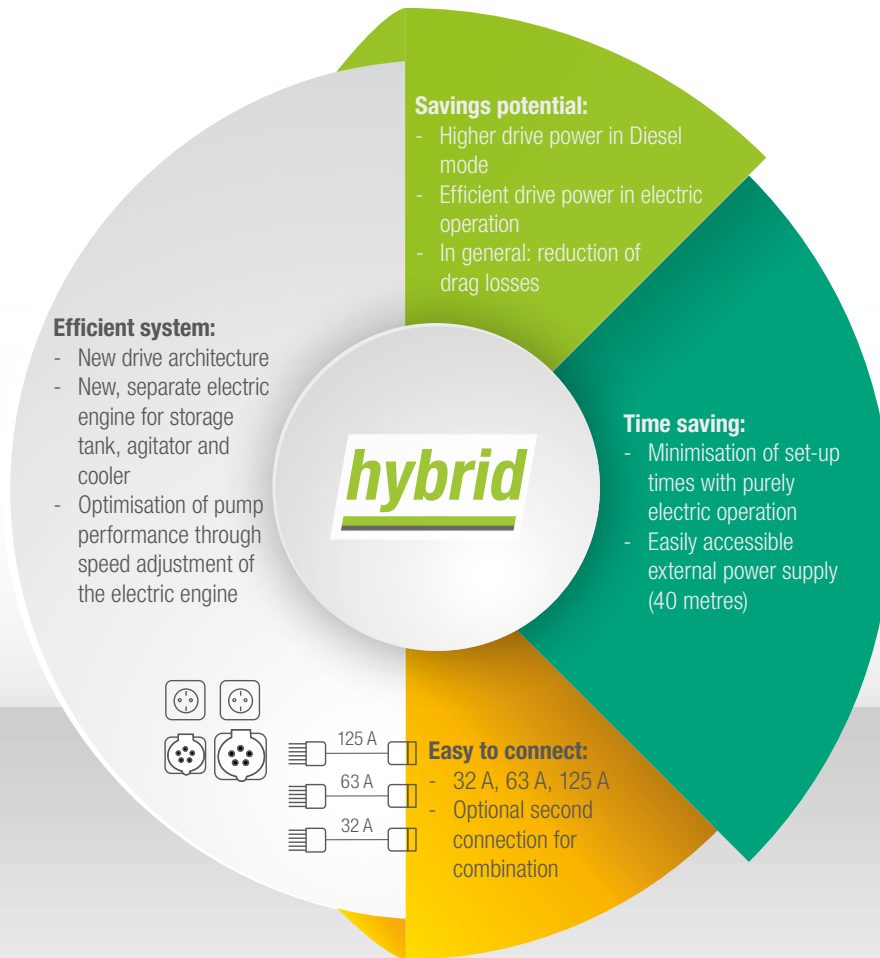 Savings potential:
- Higher drive power in Diesel
mode
- Efficient drive power in electric
operation
- In general: reduction of
drag losses
Efficient system:
- New drive architecture
- New, separate electric
engine for storage
tank, agitator and
cooler
- Optimisation of pump
performance through
speed adjustment of
the electric engine
hybrid
Time saving:
- Minimisation of set-up
times with purely
electric operation
- Easily accessible
external power supply
(40 metres)
125 A
63 A
32 A
Easy to connect:
- 32 A, 63 A, 125 A
- Optional second
connection for
combination